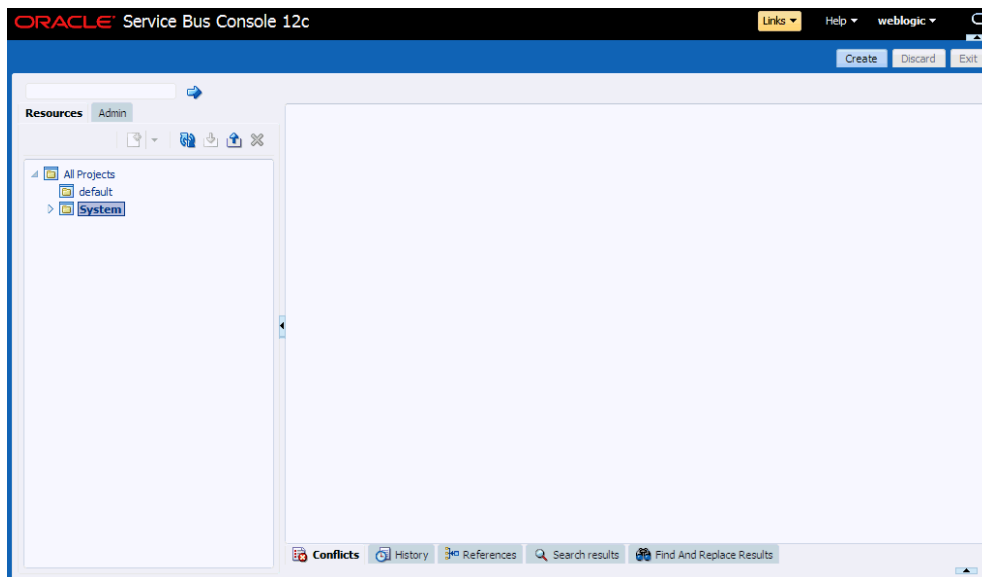 ORACLE Service Bus Console 12c Links Help weblogic
Create Discard Exit
Resources Admin
All Projects
default
System
Conflicts History References Search results Find And Replace Results